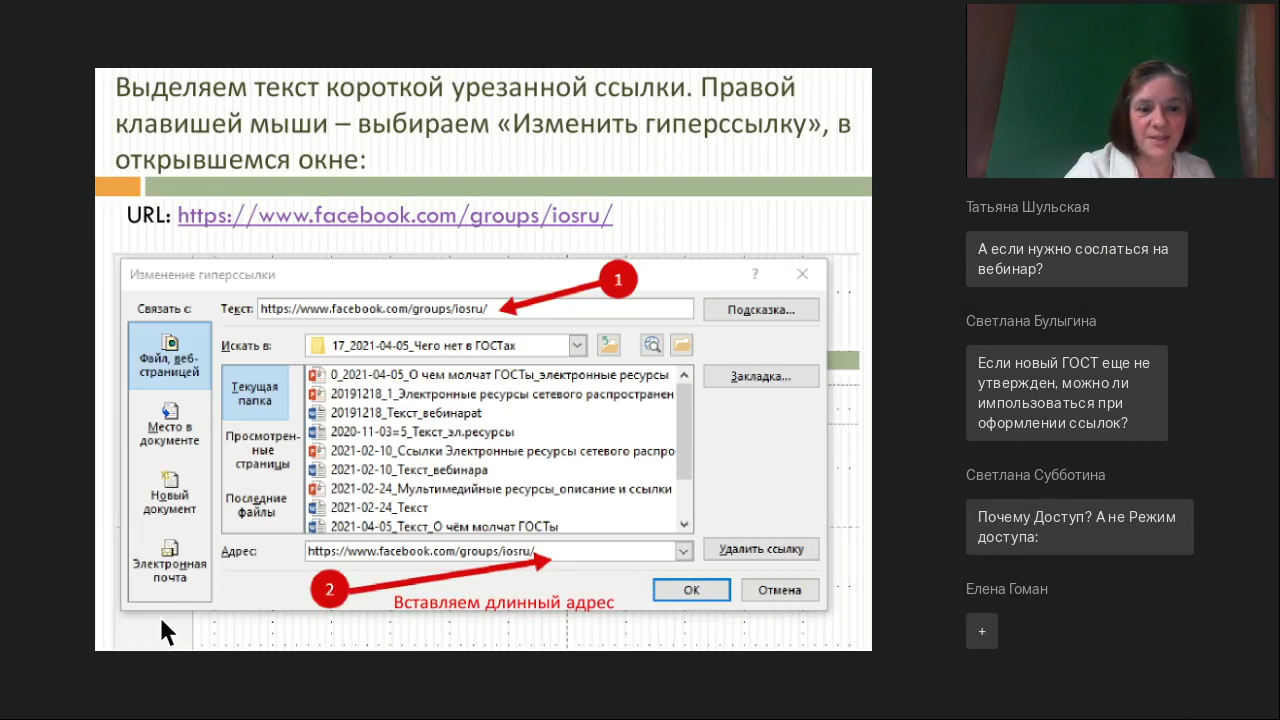 Выделяем текст короткой урезанной ссылки. Правой
клавишей мыши – выбираем «Изменить гиперссылку», в
открывшемся окне:
URL: https://www.facebook.com/groups/iosru/
Изменение гиперссылки
?
1
Связать с:
Текст: https://www.facebook.com/groups/iosru/
Подсказка...
Файл, веб-
страницей
Место в
документе
Новый
документ
Электронная
почта
Искать в:
17_2021-04-05_Чего нет в ГОСТах
Текущая
папка
Просмотрен-
ные
страницы
Последние
файлы
0_2021-04-05_О чем молчат ГОСТы_электронные ресурсы
20191218_1_Электронные ресурсы сетевого распространен
20191218_Текст_вебинараt
2020-11-03=5_Текст_эл.ресурсы
2021-02-10_Ссылки Электронные ресурсы сетевого распро
2021-02-10_Текст_вебинара
2021-02-24_Мультимедийные ресурсы_описание и ссылки
2021-02-24_Текст
2021-04-05_Текст_О чём молчат ГОСТы
Закладка...
Адрес:
https://www.facebook.com/groups/iosru/
Удалить ссылку
2
Вставляем длинный адрес
ОК
Отмена
Татьяна Шульская
А если нужно сослаться на
вебинар?
Светлана Булыгина
Если новый ГОСТ еще не
утвержден, можно ли
импользоваться при
оформлении ссылок?
Светлана Субботина
Почему Доступ? А не Режим
доступа:
Елена Гоман
+